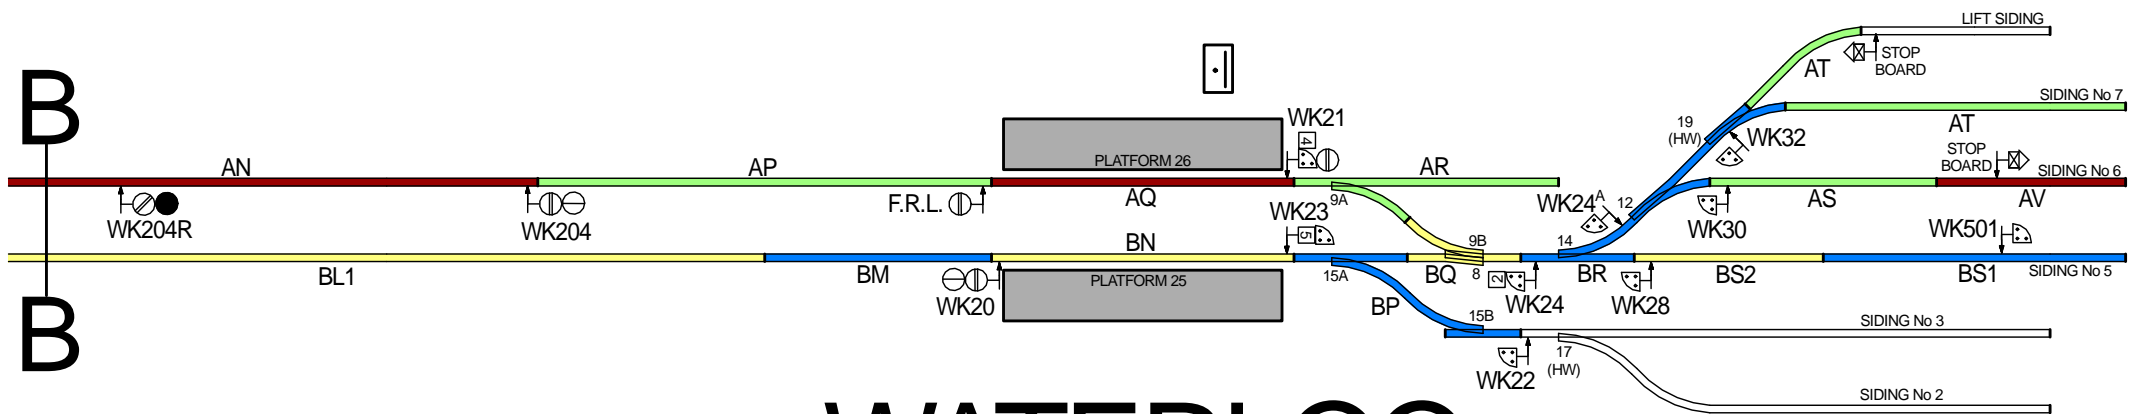 LIFT SIDING
STOP
BOARD
AT
B
WK21
4
19
(HW)
WK32
SIDING No 7
AT
AN
AP
PLATFORM 26
AR
STOP
BOARD
SIDING No 6
WK204R
WK204
F.R.L.
AQ
9A
WK24A
12
WK30
AS
AV
WK23
5
BN
9B
14
WK501
BL1
BM
WK20
PLATFORM 25
15A
BQ
8
2
WK24
BR
WK28
BS2
BS1
SIDING No 5
B
BP
15B
SIDING No 3
WK22
17
(HW)
SIDING No 2
WATERLOO